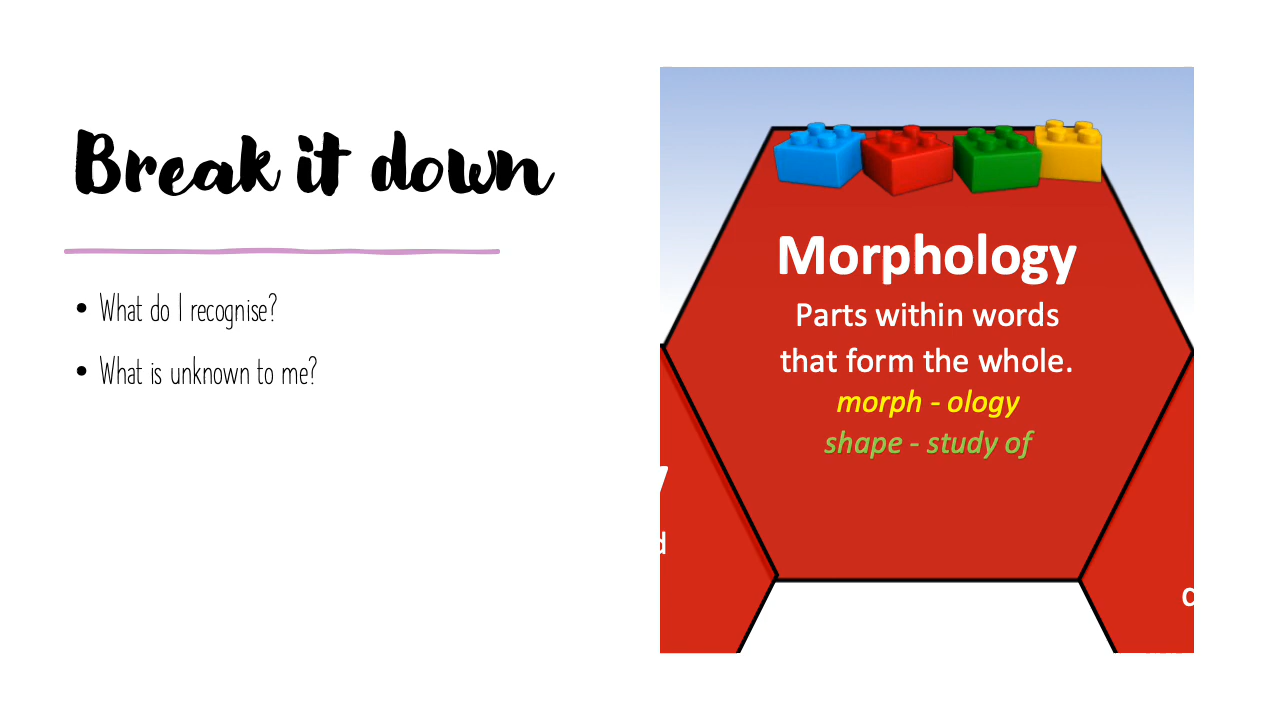 Break it down
• What do I recognise?
• What is unknown to me?
Morphology
Parts within words
that form the whole.
morph - ology
shape - study of